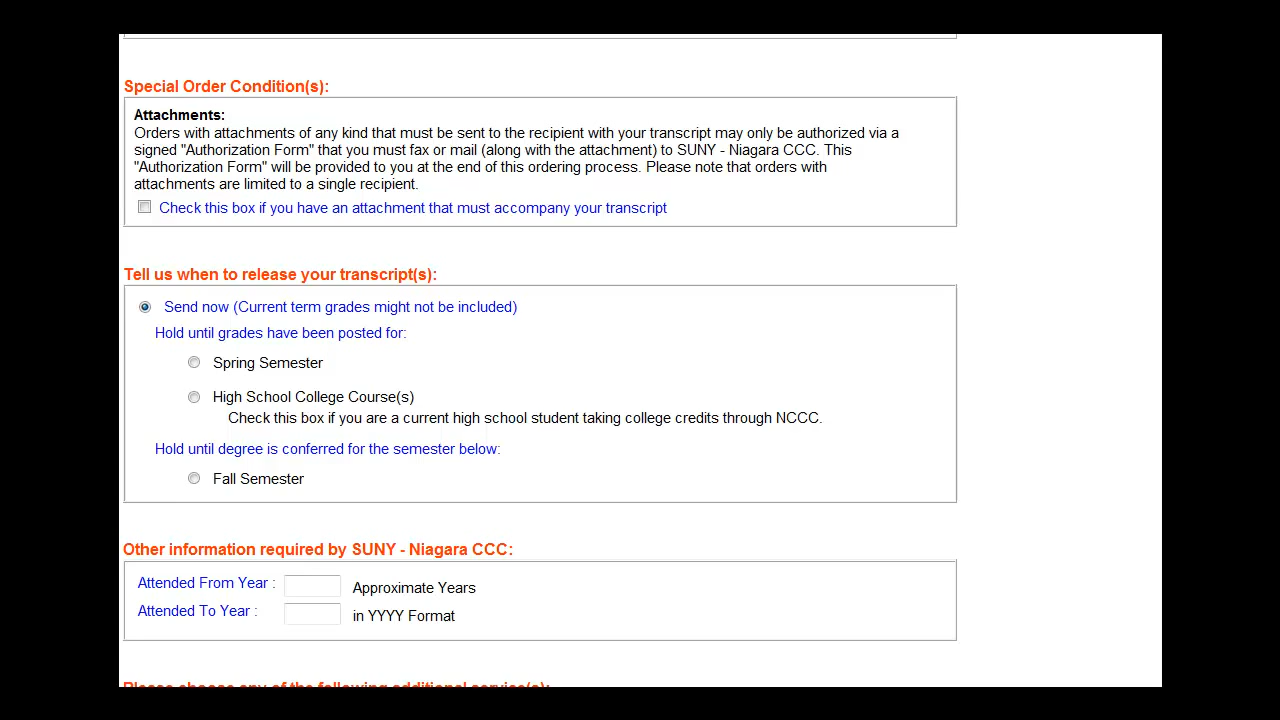 Special Order Condition(s):
Attachments:
Orders with attachments of any kind that must be sent to the recipient with your transcript may only be authorized via a
signed "Authorization Form" that you must fax or mail (along with the attachment) to SUNY - Niagara CCC. This
"Authorization Form" will be provided to you at the end of this ordering process. Please note that orders with
attachments are limited to a single recipient.
Check this box if you have an attachment that must accompany your transcript
Tell us when to release your transcript(s):
Send now (Current term grades might not be included)
Hold until grades have been posted for:
Spring Semester
High School College Course(s)
Check this box if you are a current high school student taking college credits through NCCC.
Hold until degree is conferred for the semester below:
Fall Semester
Other information required by SUNY - Niagara CCC:
Attended From Year : Approximate Years
Attended To Year : in YYYY Format
Please choose any of the following additional service(s):